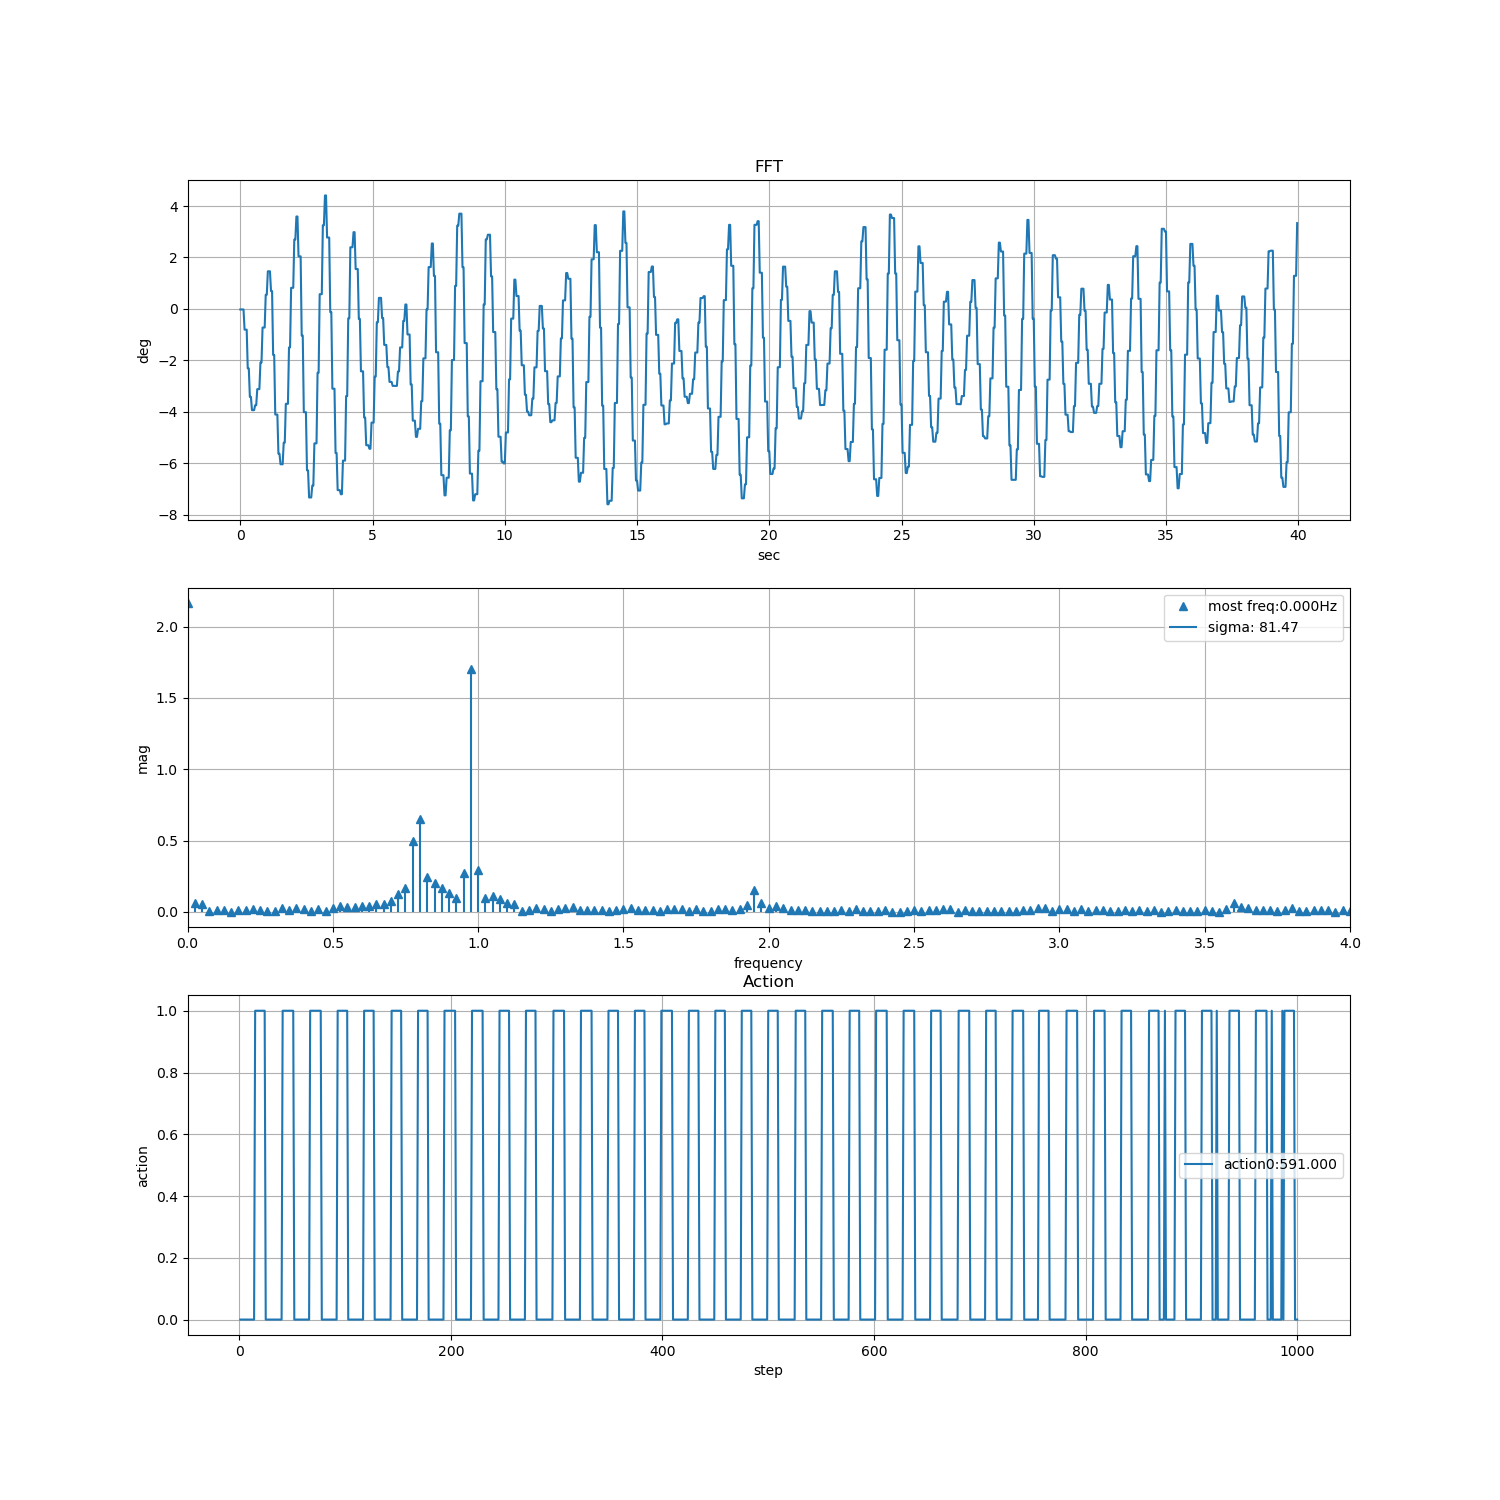 FFT
4
2
0
−2
−4
−6
−8
deg
0 5 10 15 20 25 30 35 40
sec
most freq:0.000Hz
sigma: 81.47
2.0
1.5
1.0
0.5
0.0
mag
0.0 0.5 1.0 1.5 2.0 2.5 3.0 3.5 4.0
frequency
Action
1.0
0.8
0.6
0.4
0.2
0.0
action
action0:591.000
0 200 400 600 800 1000
step